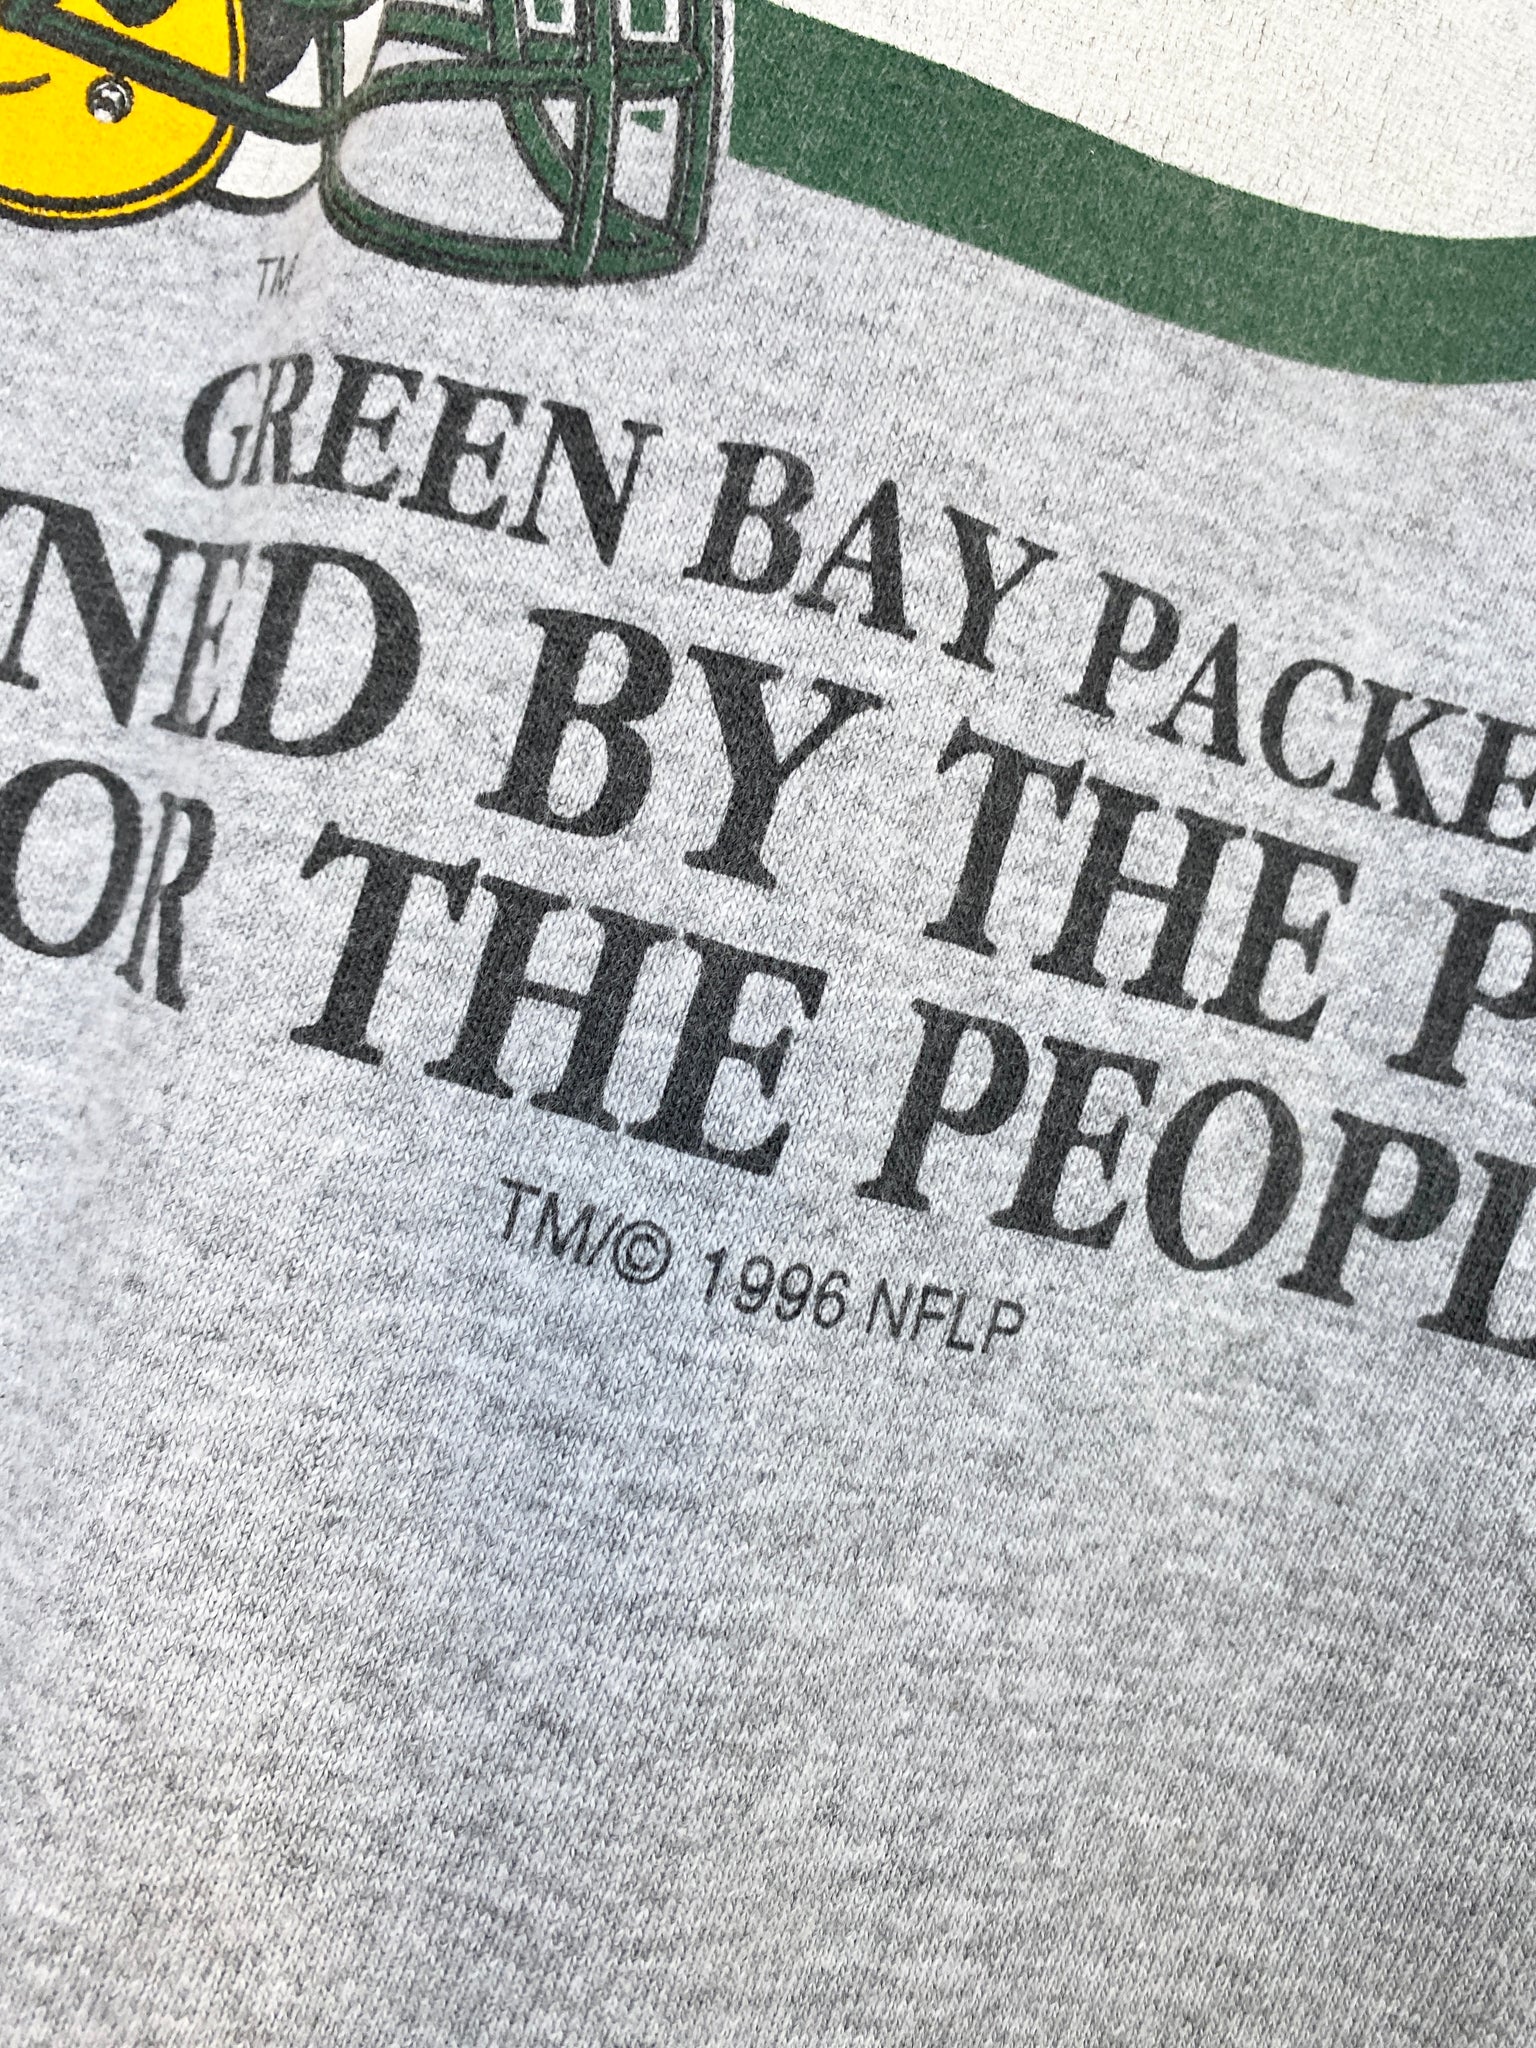 TM
GREEN BAY PACKE
NED BY THE P
OR THE PEOPL
TM/© 1996 NFLP